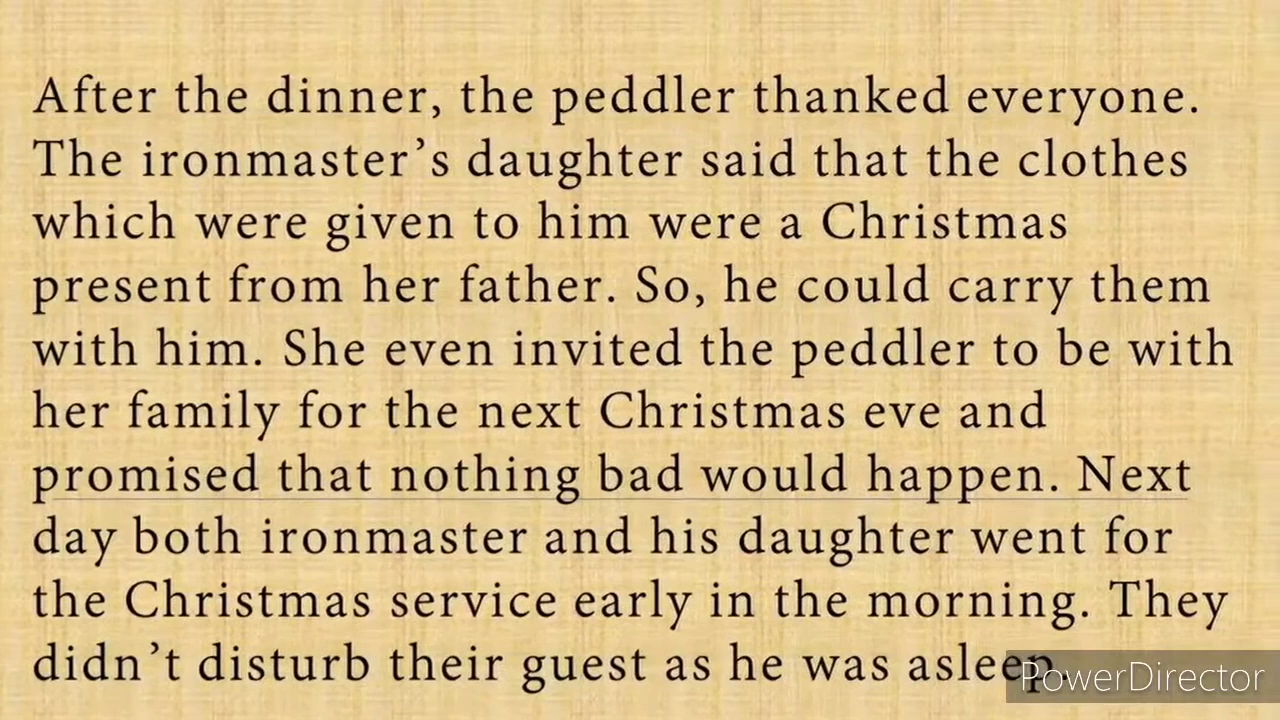 After the dinner, the peddler thanked everyone.
The ironmaster’s daughter said that the clothes
which were given to him were a Christmas
present from her father. So, he could carry them
with him. She even invited the peddler to be with
her family for the next Christmas eve and
promised that nothing bad would happen. Next
day both ironmaster and his daughter went for
the Christmas service early in the morning. They
didn’t disturb their guest as he was asleep.
PowerDirector